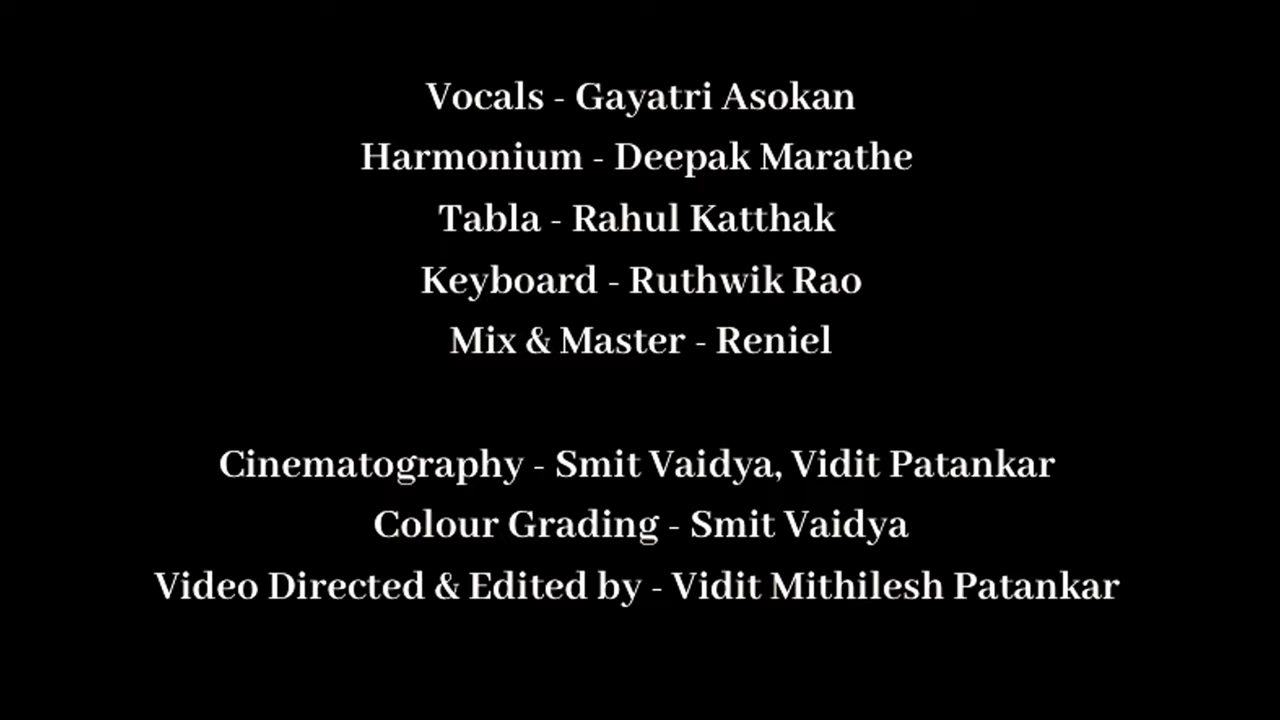 Vocals - Gayatri Asokan
Harmonium - Deepak Marathe
Tabla - Rahul Katthak
Keyboard - Ruthwik Rao
Mix & Master - Reniel
Cinematography - Smit Vaidya, Vidit Patankar
Colour Grading - Smit Vaidya
Video Directed & Edited by - Vidit Mithilesh Patankar